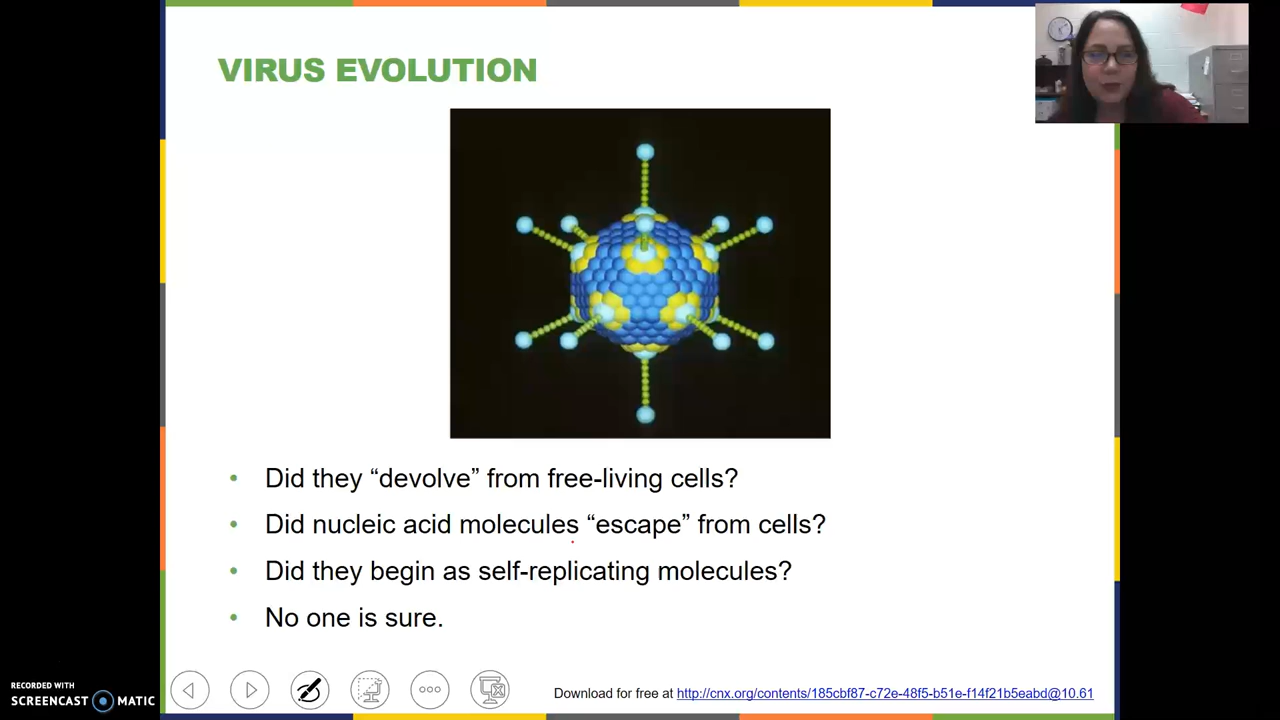 VIRUS EVOLUTION
• Did they “devolve” from free-living cells?
• Did nucleic acid molecules “escape” from cells?
• Did they begin as self-replicating molecules?
• No one is sure.
Download for free at http://cnx.org/contents/185cbf87-c72e-48f5-b51e-f14f21b5eabd@10.61
RECORDED WITH
SCREENCAST MATIC